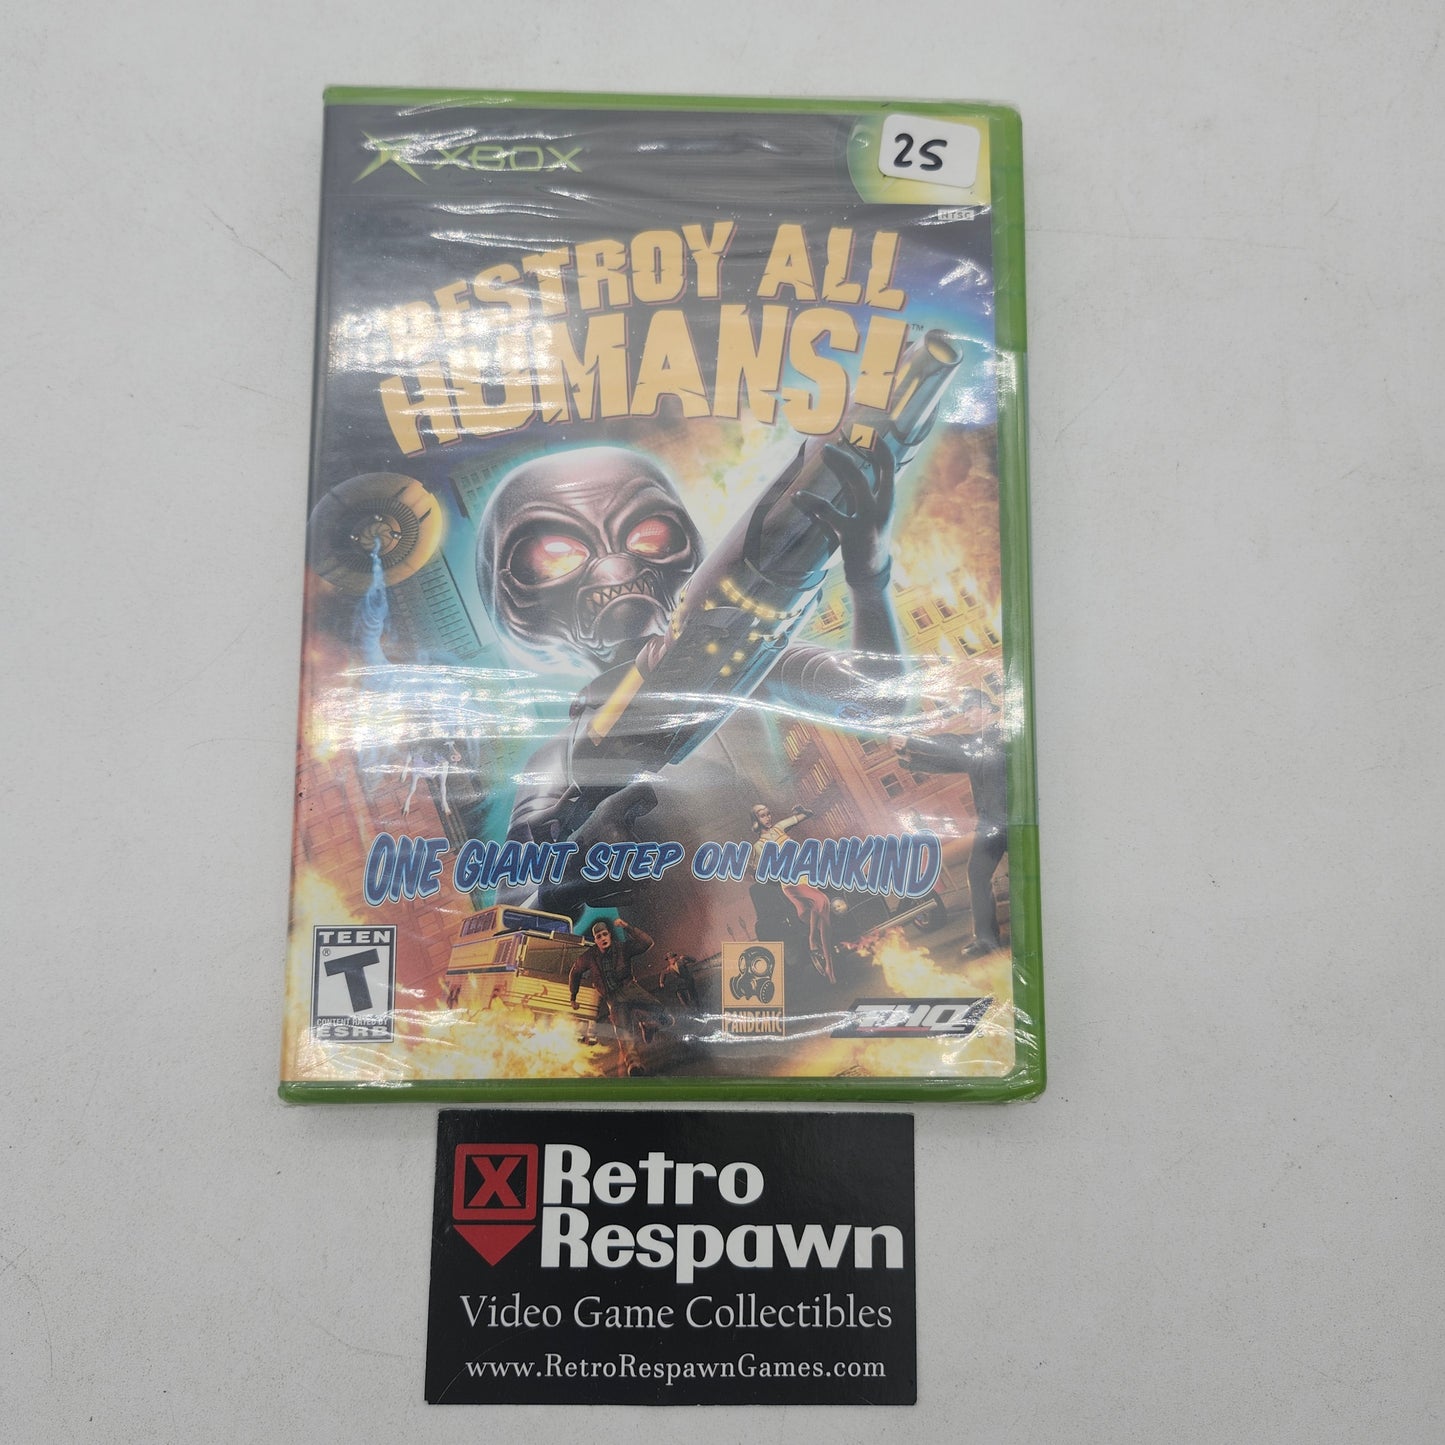 XBOX
25
NTSC
DESTROY ALL
HUMANS!
TM
ONE GIANT STEP ON MANKIND
TEEN
T
®
CONTENT RATED BY
ESRB
PANDEMIC
THQ
X
Retro
Respawn
Video Game Collectibles
www.RetroRespawnGames.com